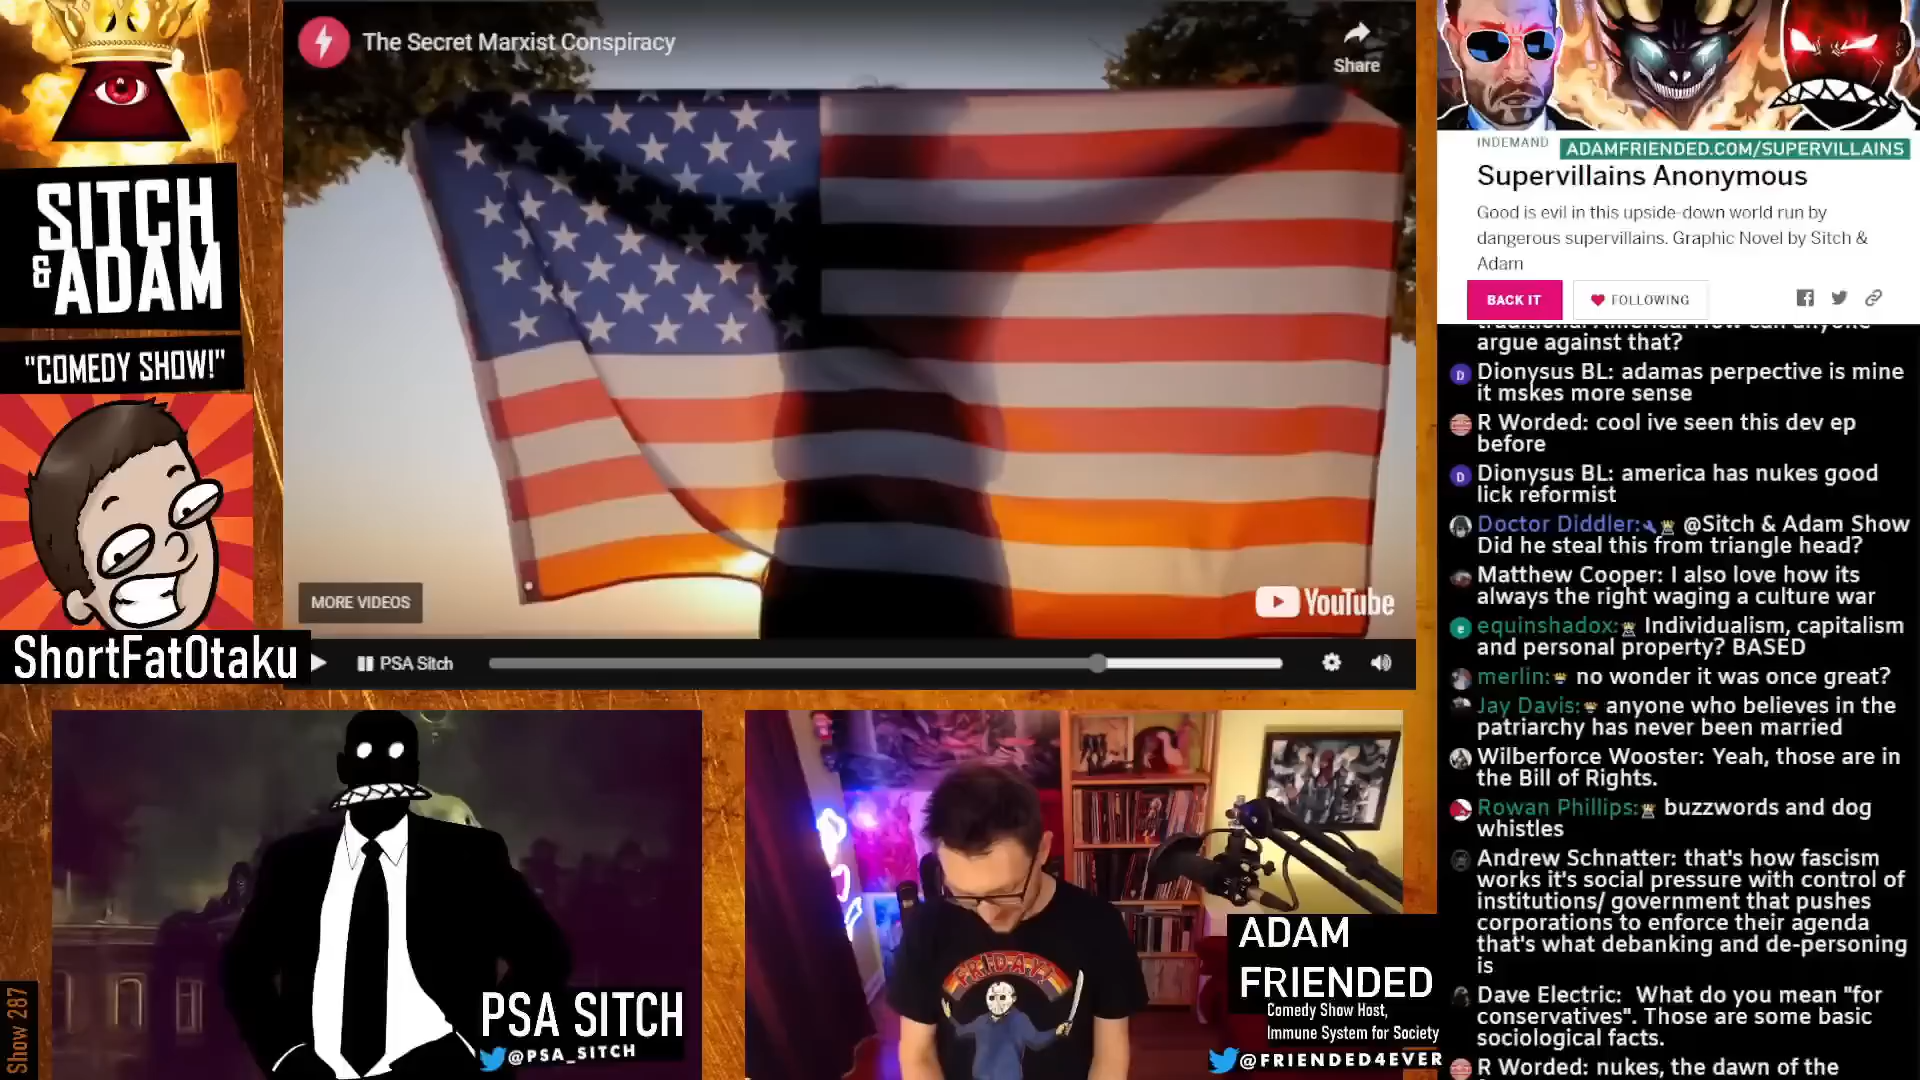 The Secret Marxist Conspiracy
Share
SITCH
& ADAM
"COMEDY SHOW!"
ShortFatOtaku
MORE VIDEOS
YouTube
PSA Sitch
INDEMAND
ADAMFRIENDED.COM/SUPERVILLAINS
Supervillains Anonymous
Good is evil in this upside-down world run by
dangerous supervillains. Graphic Novel by Sitch &
Adam
BACK IT
FOLLOWING
traditional America. How can anyone
argue against that?
D
Dionysus BL: adamas perpective is mine
it mskes more sense
R Worded: cool ive seen this dev ep
before
D
Dionysus BL: america has nukes good
lick reformist
Doctor Diddler: @Sitch & Adam Show
Did he steal this from triangle head?
Matthew Cooper: I also love how its
always the right waging a culture war
e
equinshadox: Individualism, capitalism
and personal property? BASED
merlin: no wonder it was once great?
Jay Davis: anyone who believes in the
patriarchy has never been married
Wilberforce Wooster: Yeah, those are in
the Bill of Rights.
Rowan Phillips: buzzwords and dog
whistles
Andrew Schnatter: that's how fascism
works it's social pressure with control of
institutions/ government that pushes
corporations to enforce their agenda
that's what debanking and de-personing
is
Dave Electric: What do you mean "for
conservatives". Those are some basic
sociological facts.
R Worded: nukes, the dawn of the
Show 287
PSA SITCH
@PSA_SITCH
FRIDAY!
ADAM
FRIENDED
Comedy Show Host,
Immune System for Society
@FRIENDED4EVER